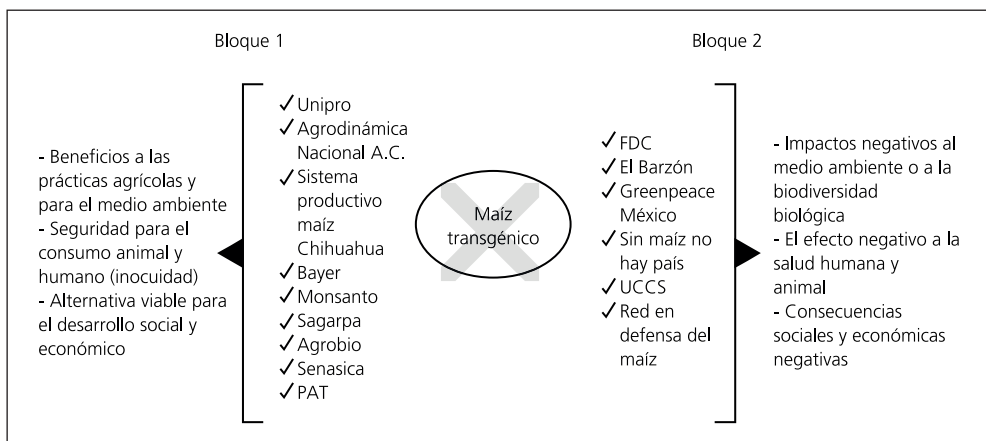 Bloque 1
- Beneficios a las
prácticas agrícolas y
para el medio ambiente
- Seguridad para el
consumo animal y
humano (inocuidad)
- Alternativa viable para
el desarrollo social y
económico
✓ Unipro
✓ Agrodinámica
Nacional A.C.
✓ Sistema
productivo
maíz
Chihuahua
✓ Bayer
✓ Monsanto
✓ Sagarpa
✓ Agrobio
✓ Senasica
✓ PAT
Maíz
transgénico
Bloque 2
✓ FDC
✓ El Barzón
✓ Greenpeace
México
✓ Sin maíz no
hay país
✓ UCCS
✓ Red en
defensa del
maíz
- Impactos negativos al
medio ambiente o a la
biodiversidad
biológica
- El efecto negativo a la
salud humana y
animal
- Consecuencias
sociales y económicas
negativas